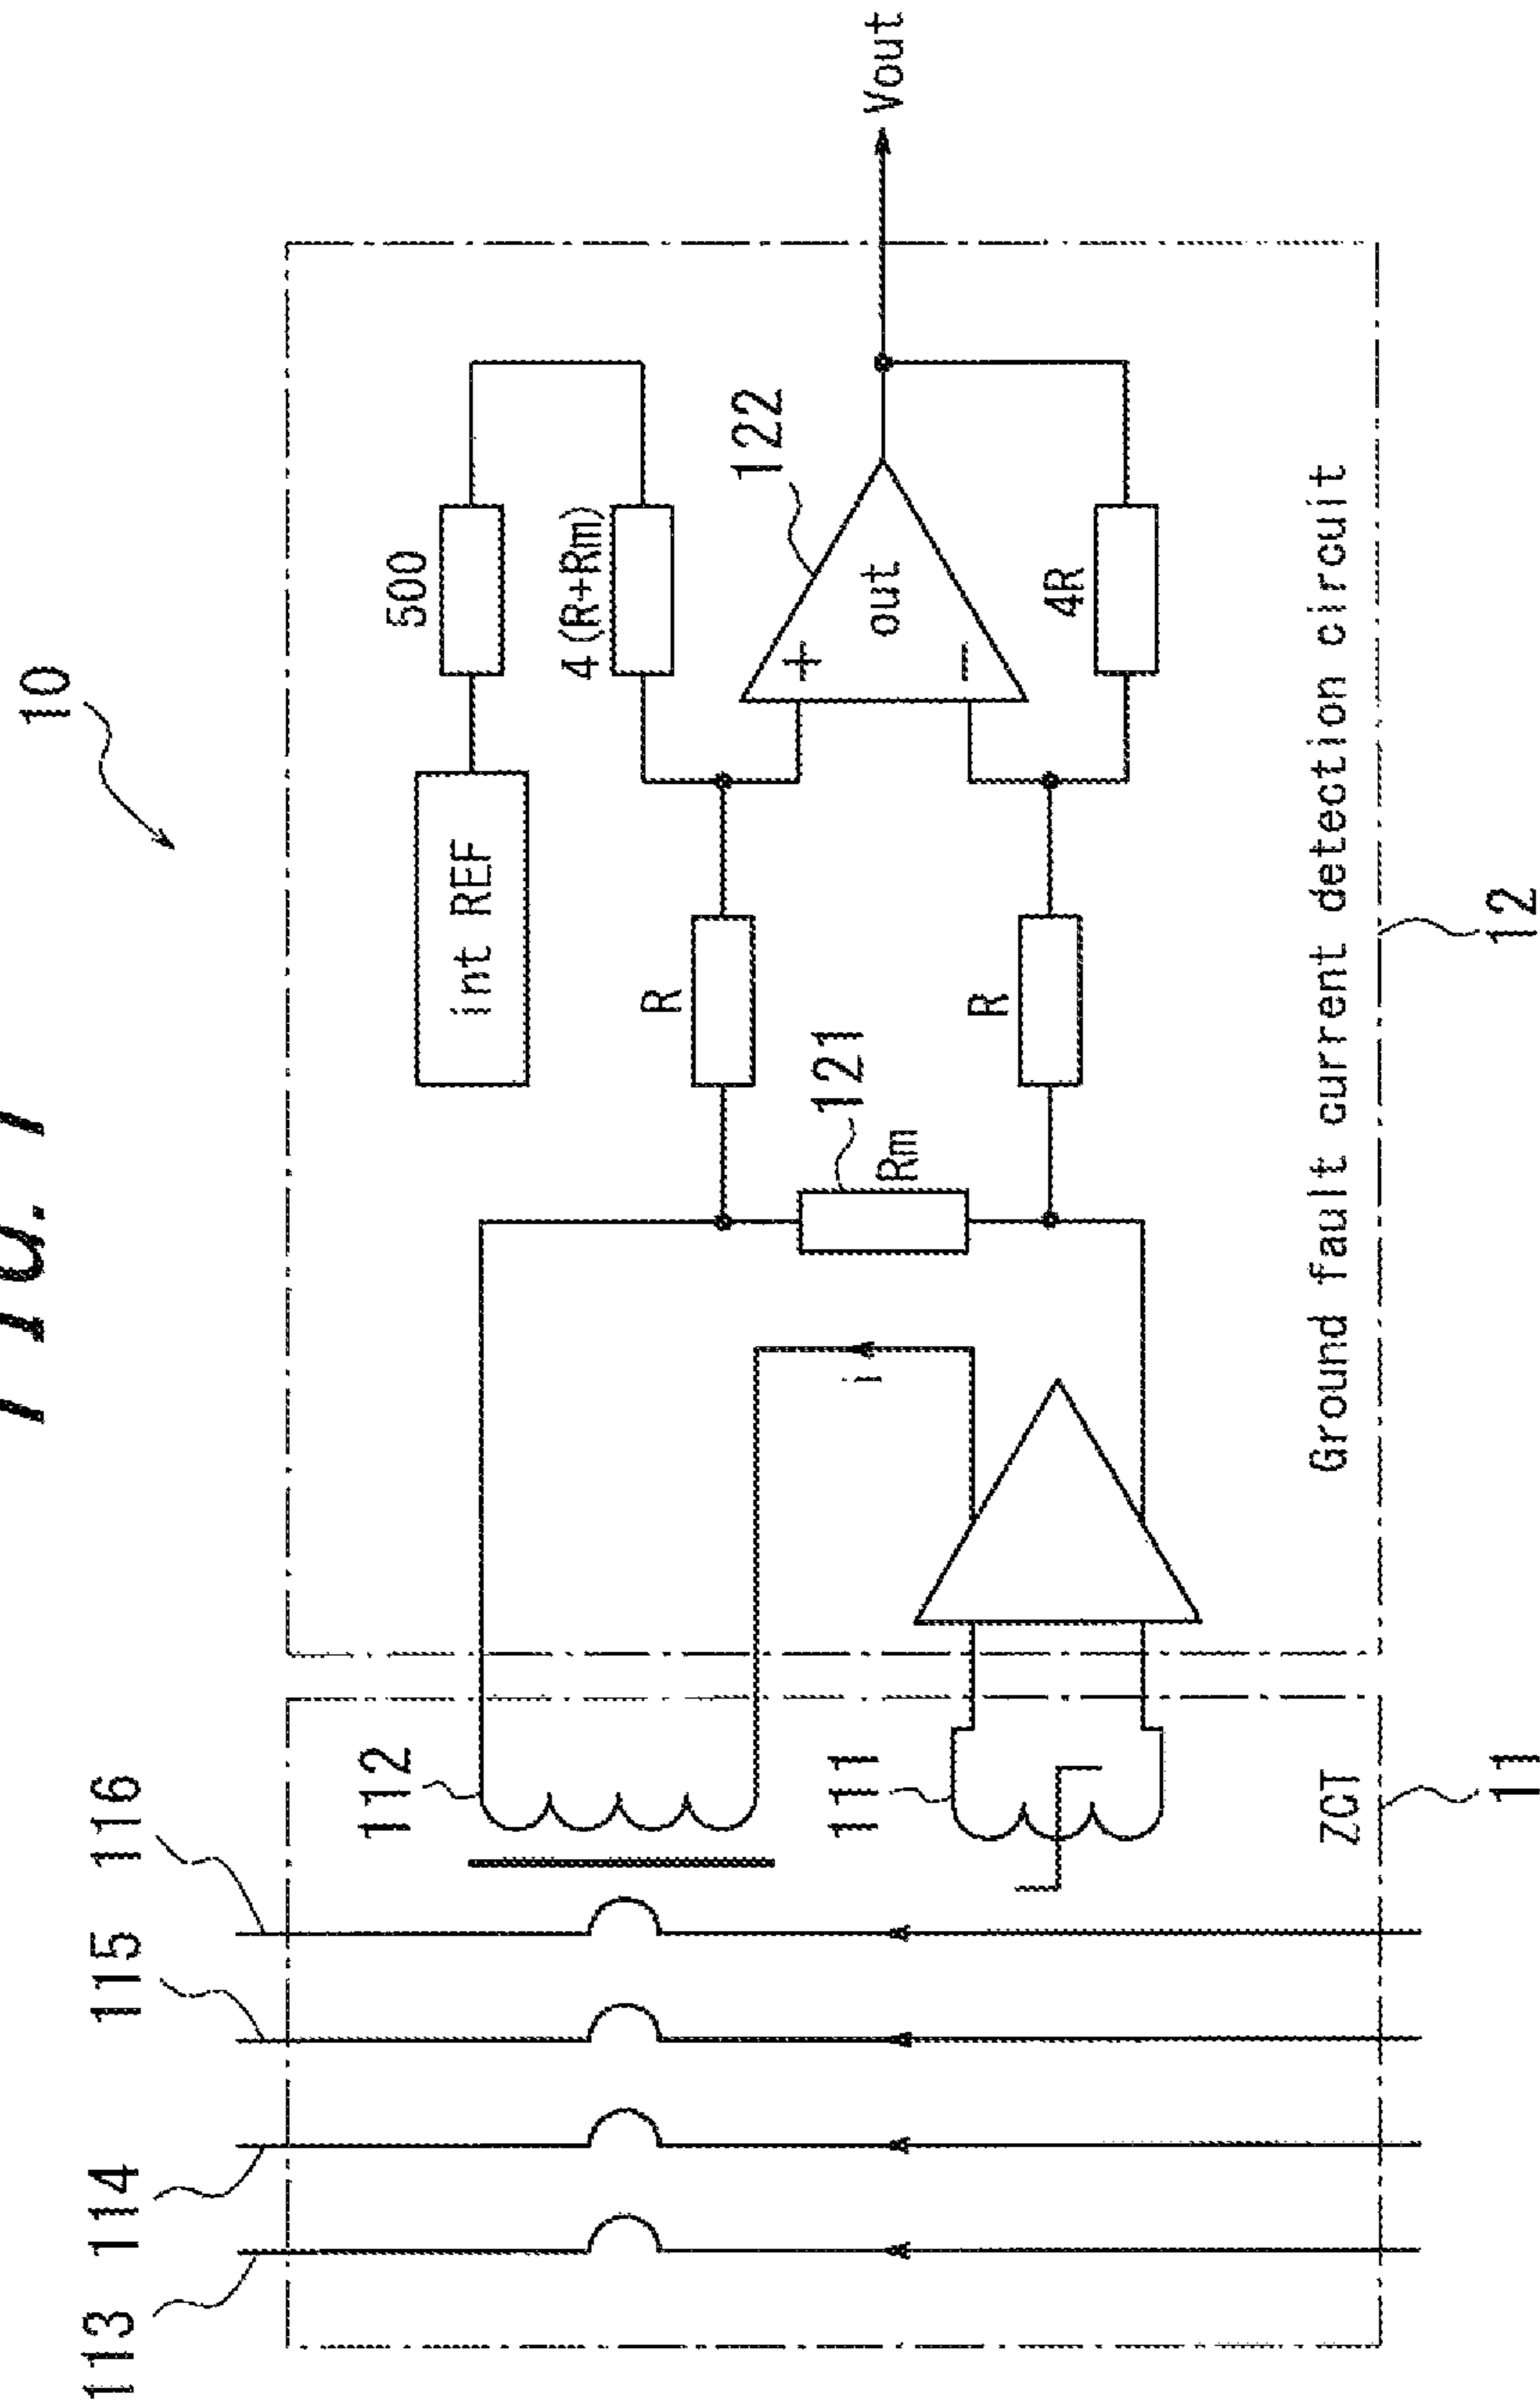 FIG. 1
10
113
114
115
116
112
111
ZCT
11
i
Rm
121
R
R
int REF
500
4(R+Rm)
+
−
out
122
4R
Vout
Ground fault current detection circuit
12